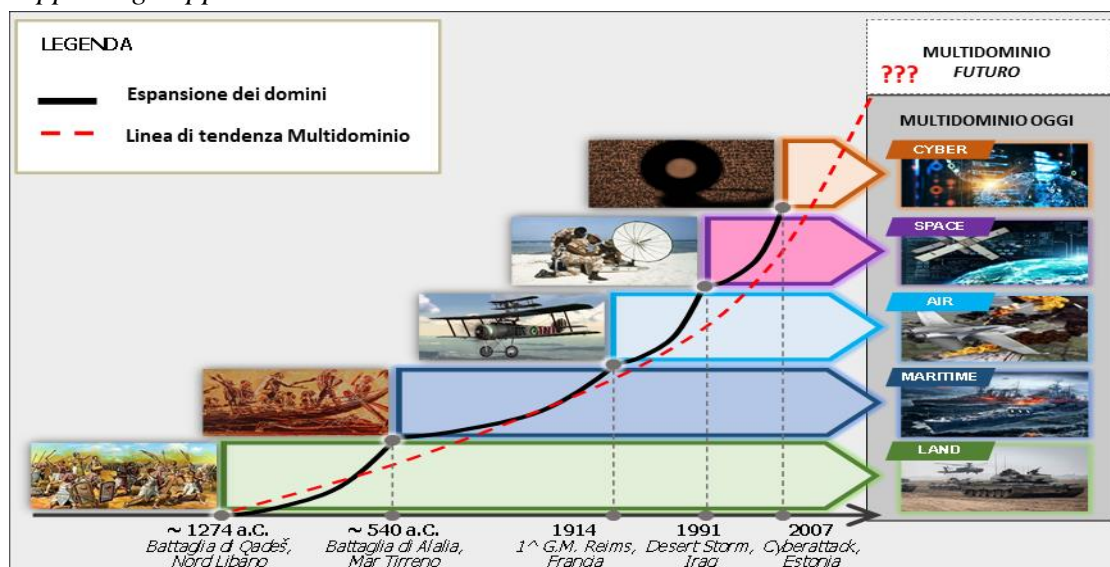 LEGENDA
Espansione dei domini
Linea di tendenza Multidominio
MULTIDOMINIO
FUTURO
???
MULTIDOMINIO OGGI
CYBER
SPACE
AIR
MARITIME
LAND
~ 1274 a.C.
Battaglia di Qadeš,
Nord Libano
~ 540 a.C.
Battaglia di Alalia,
Mar Tirreno
1914
1^ G.M. Reims,
Francia
1991
Desert Storm,
Iraq
2007
Cyberattack,
Estonia